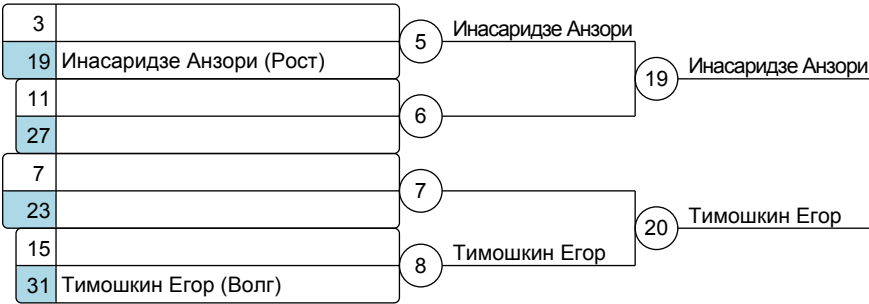 3
19 Инасаридзе Анзори (Рост)
5 Инасаридзе Анзори
19 Инасаридзе Анзори
11
27
6
7
23
7
20 Тимошкин Егор
15
31 Тимошкин Егор (Волг)
8 Тимошкин Егор